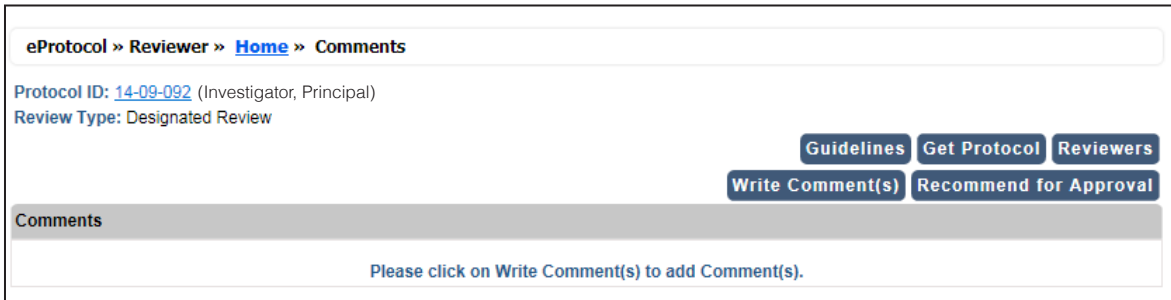 eProtocol » Reviewer » Home » Comments
Protocol ID: 14-09-092 (Investigator, Principal)
Review Type: Designated Review
Guidelines Get Protocol Reviewers
Write Comment(s) Recommend for Approval
Comments
Please click on Write Comment(s) to add Comment(s).